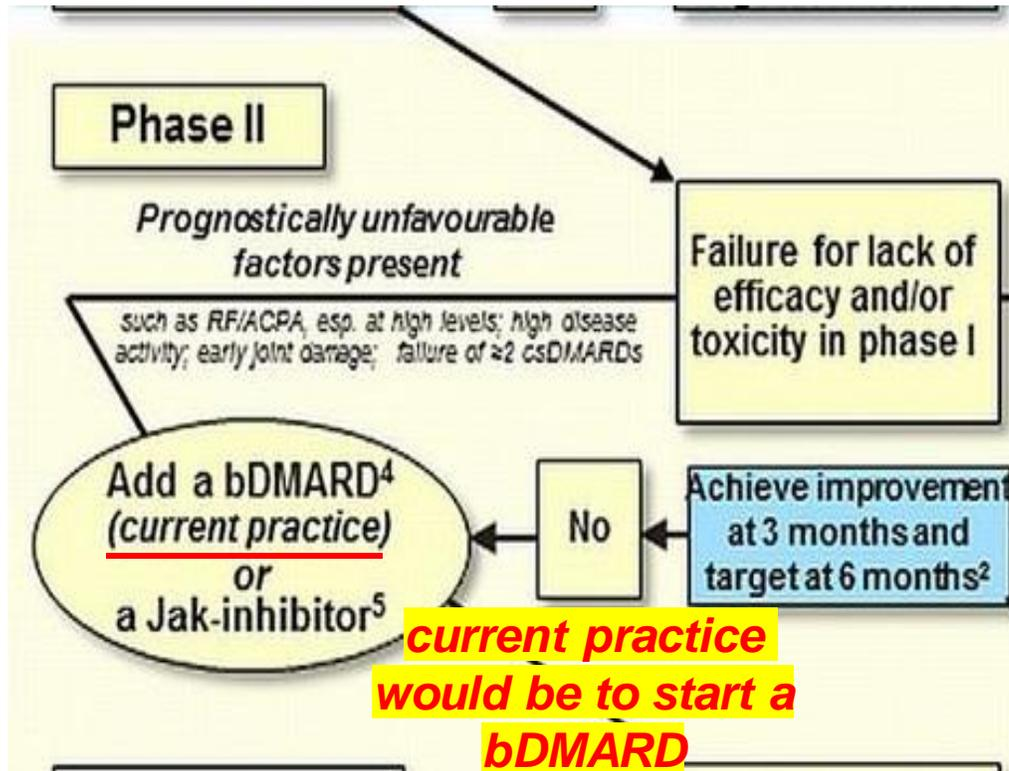 Phase II
Prognostically unfavourable
factors present
such as RF/ACPA, esp. at high levels; high disease
activity; early joint damage; failure of ≥2 csDMARDs
Failure for lack of
efficacy and/or
toxicity in phase I
Add a bDMARD⁴
(current practice)
or
a Jak-inhibitor⁵
No
Achieve improvement
at 3 months and
target at 6 months²
current practice
would be to start a
bDMARD